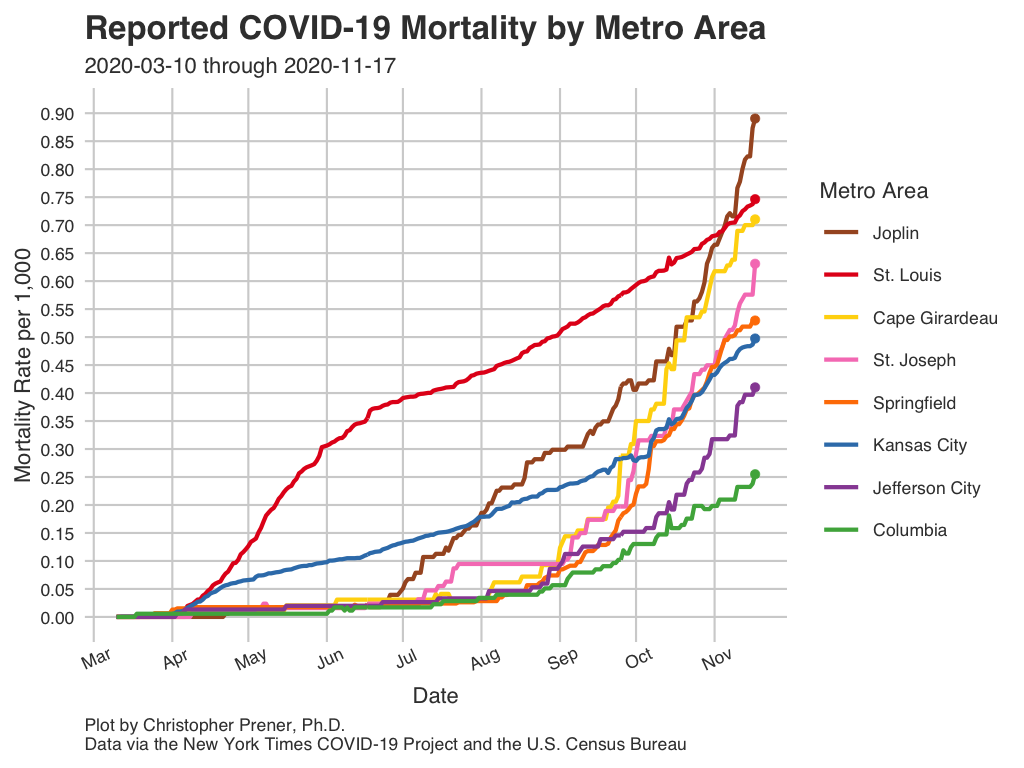 Reported COVID-19 Mortality by Metro Area
2020-03-10 through 2020-11-17
0.90
0.85
0.80
0.75
0.70
0.65
0.60
0.55
0.50
0.45
0.40
0.35
0.30
0.25
0.20
0.15
0.10
0.05
0.00
Mortality Rate per 1,000
Mar
Apr
May
Jun
Jul
Aug
Sep
Oct
Nov
Date
Metro Area
Joplin
St. Louis
Cape Girardeau
St. Joseph
Springfield
Kansas City
Jefferson City
Columbia
Plot by Christopher Prener, Ph.D.
Data via the New York Times COVID-19 Project and the U.S. Census Bureau